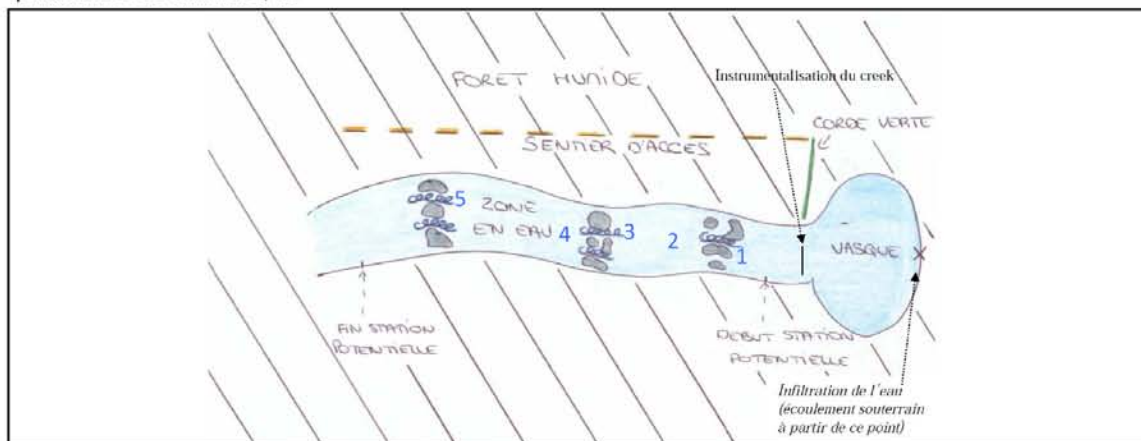 FORÊT HUMIDE
Instrumentalisation du creek
CORDE VERTE
SENTIER D'ACCES
5 ZONE
EN EAU 4 3 2 1
VASQUE X
FIN STATION
POTENTIELLE
DEBUT STATION
POTENTIELLE
Infiltration de l'eau
(écoulement souterrain
à partir de ce point)